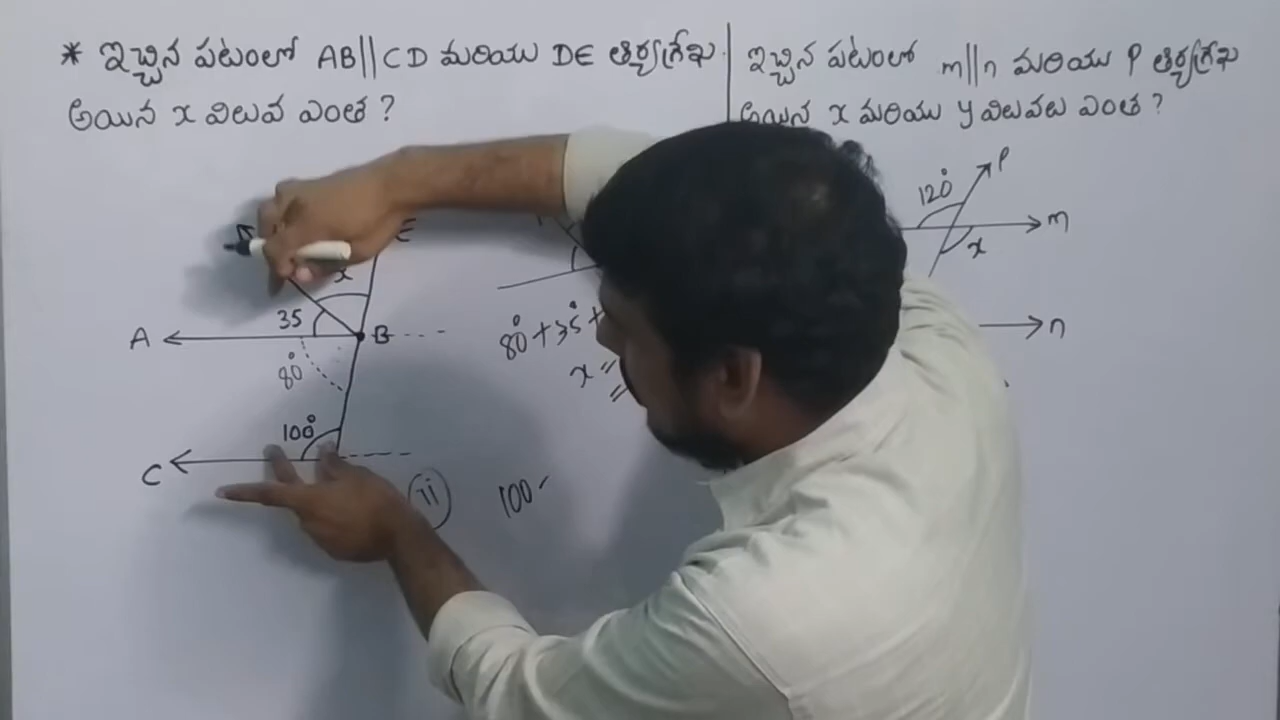 * ఇచ్చిన పటంలో AB||CD మరియు DE తిర్యగ్రేఖ
అయిన x విలువ ఎంత ?
ఇచ్చిన పటంలో m||n మరియు P తిర్యగ్రేఖ
అయిన x మరియు y విలువలు ఎంత ?
E
x
35
A
B
80°
100°
C
80°+35°+
x =
=
ii
100-
P
120°
m
x
n